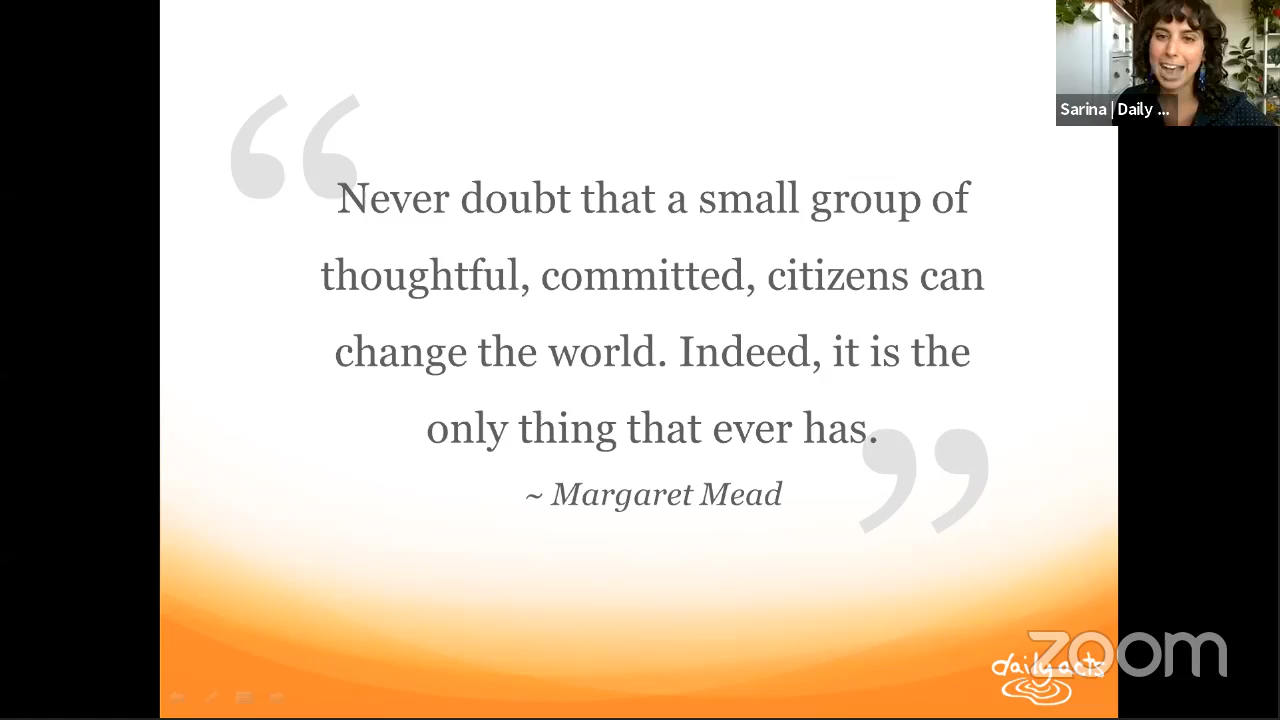 Sarina | Daily ...
“
Never doubt that a small group of
thoughtful, committed, citizens can
change the world. Indeed, it is the
only thing that ever has.
”
~ Margaret Mead
zoom
daily acts